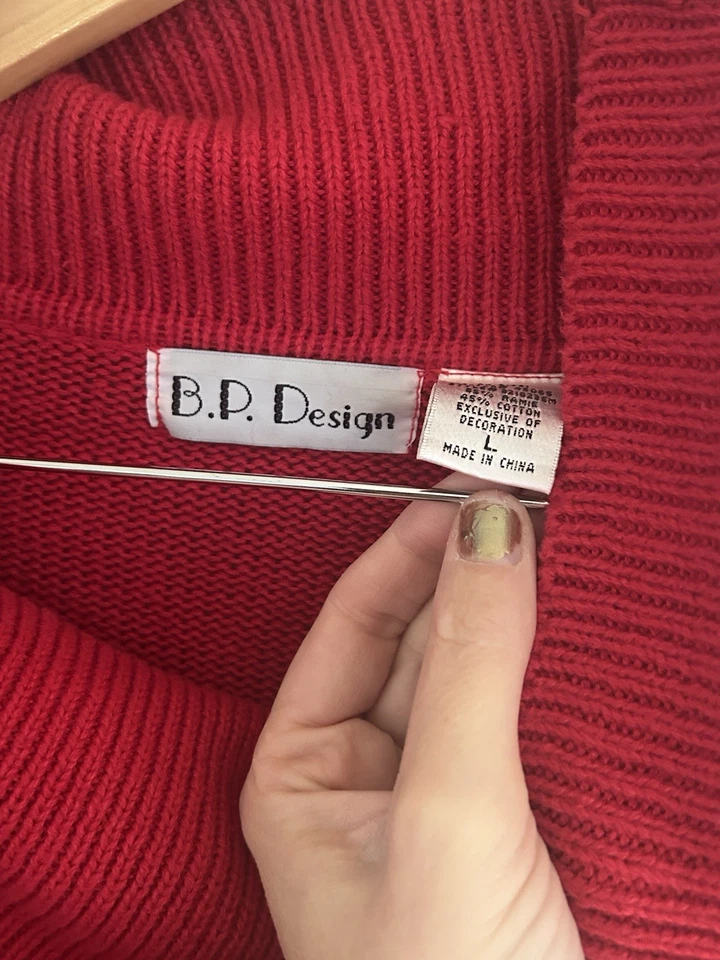 B.P. Design
55% RAMIE
45% COTTON
EXCLUSIVE OF
DECORATION
L
MADE IN CHINA